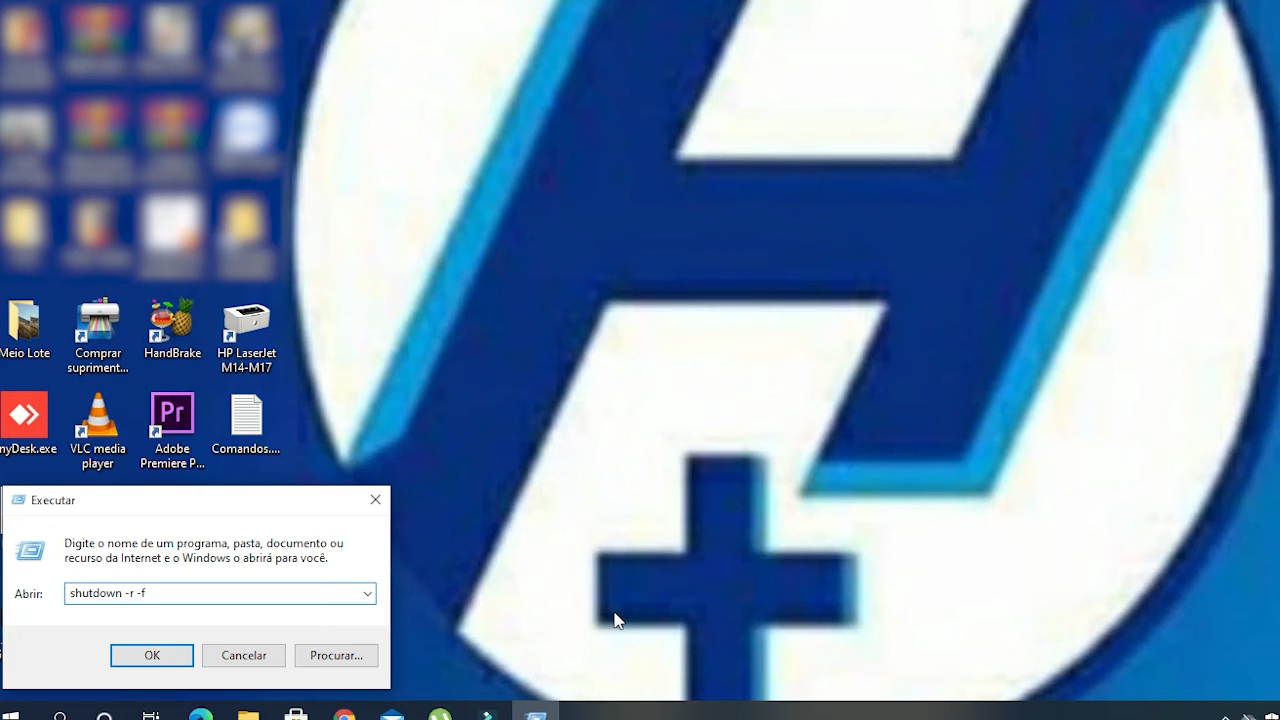 Meio Lote
Comprar
supriment...
HandBrake
HP LaserJet
M14-M17
nyDesk.exe
VLC media
player
Adobe
Premiere P...
Comandos....
Executar
Digite o nome de um programa, pasta, documento ou
recurso da Internet e o Windows o abrirá para você.
Abrir:
shutdown -r -f
OK
Cancelar
Procurar...